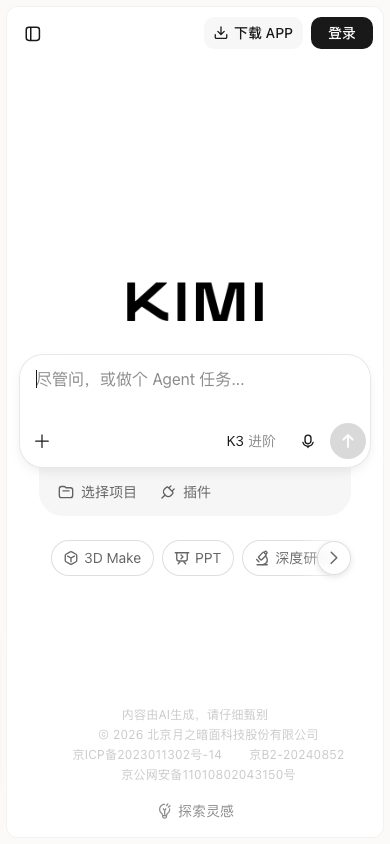 下载 APP
登录
KIMI
尽管问，或做个 Agent 任务...
K3 进阶
选择项目
插件
3D Make
PPT
深度研
内容由AI生成，请仔细甄别
© 2026 北京月之暗面科技股份有限公司
京ICP备2023011302号-14 京B2-20240852
京公网安备11010802043150号
探索灵感